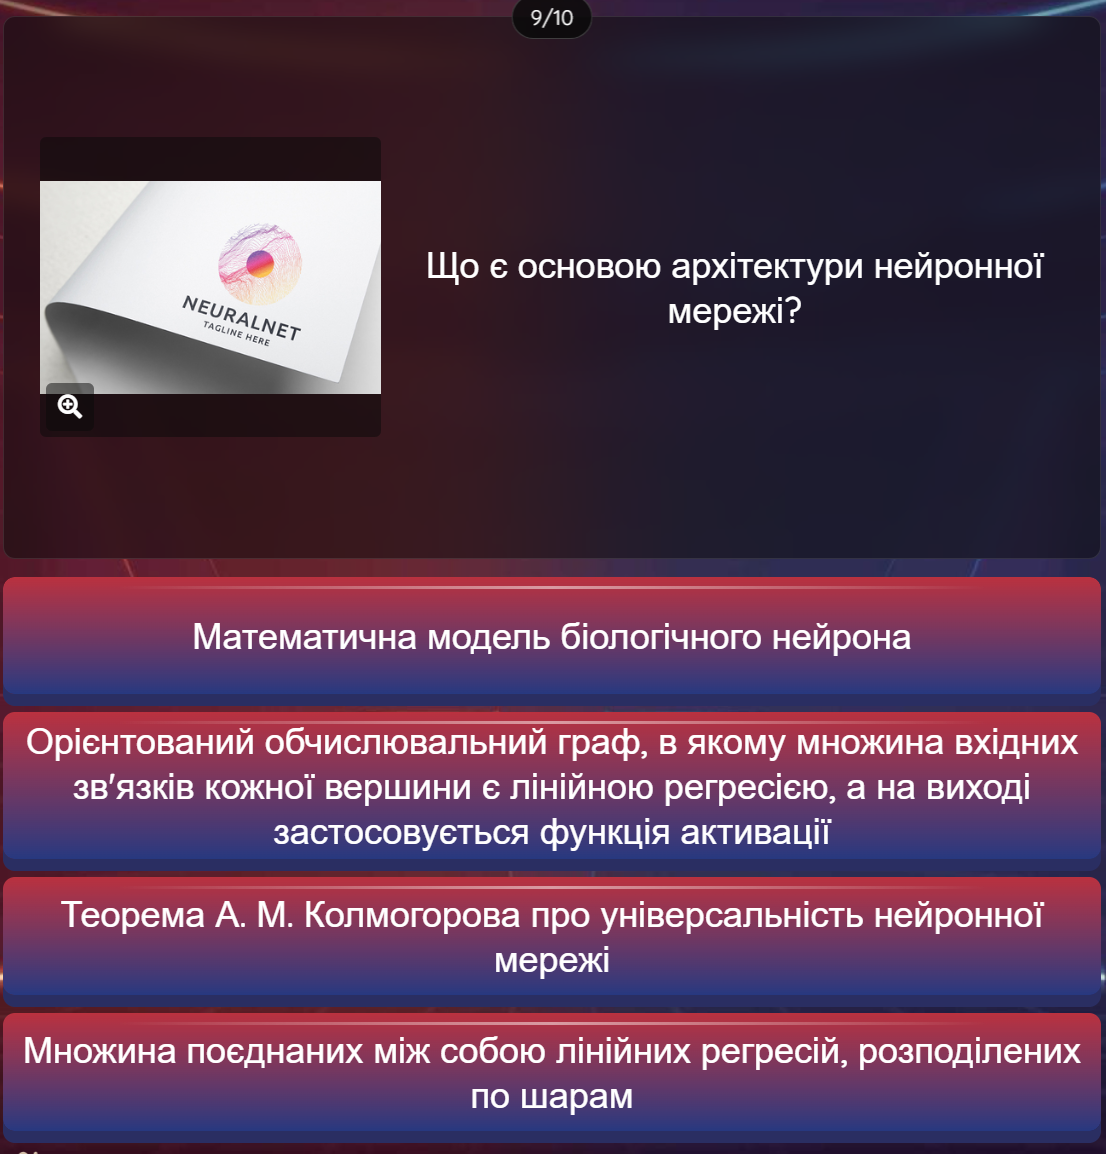 9/10
NEURALNET
TAGLINE HERE
Що є основою архітектури нейронної
мережі?
Математична модель біологічного нейрона
Орієнтований обчислювальний граф, в якому множина вхідних
зв'язків кожної вершини є лінійною регресією, а на виході
застосовується функція активації
Теорема А. М. Колмогорова про універсальність нейронної
мережі
Множина поєднаних між собою лінійних регресій, розподілених
по шарам